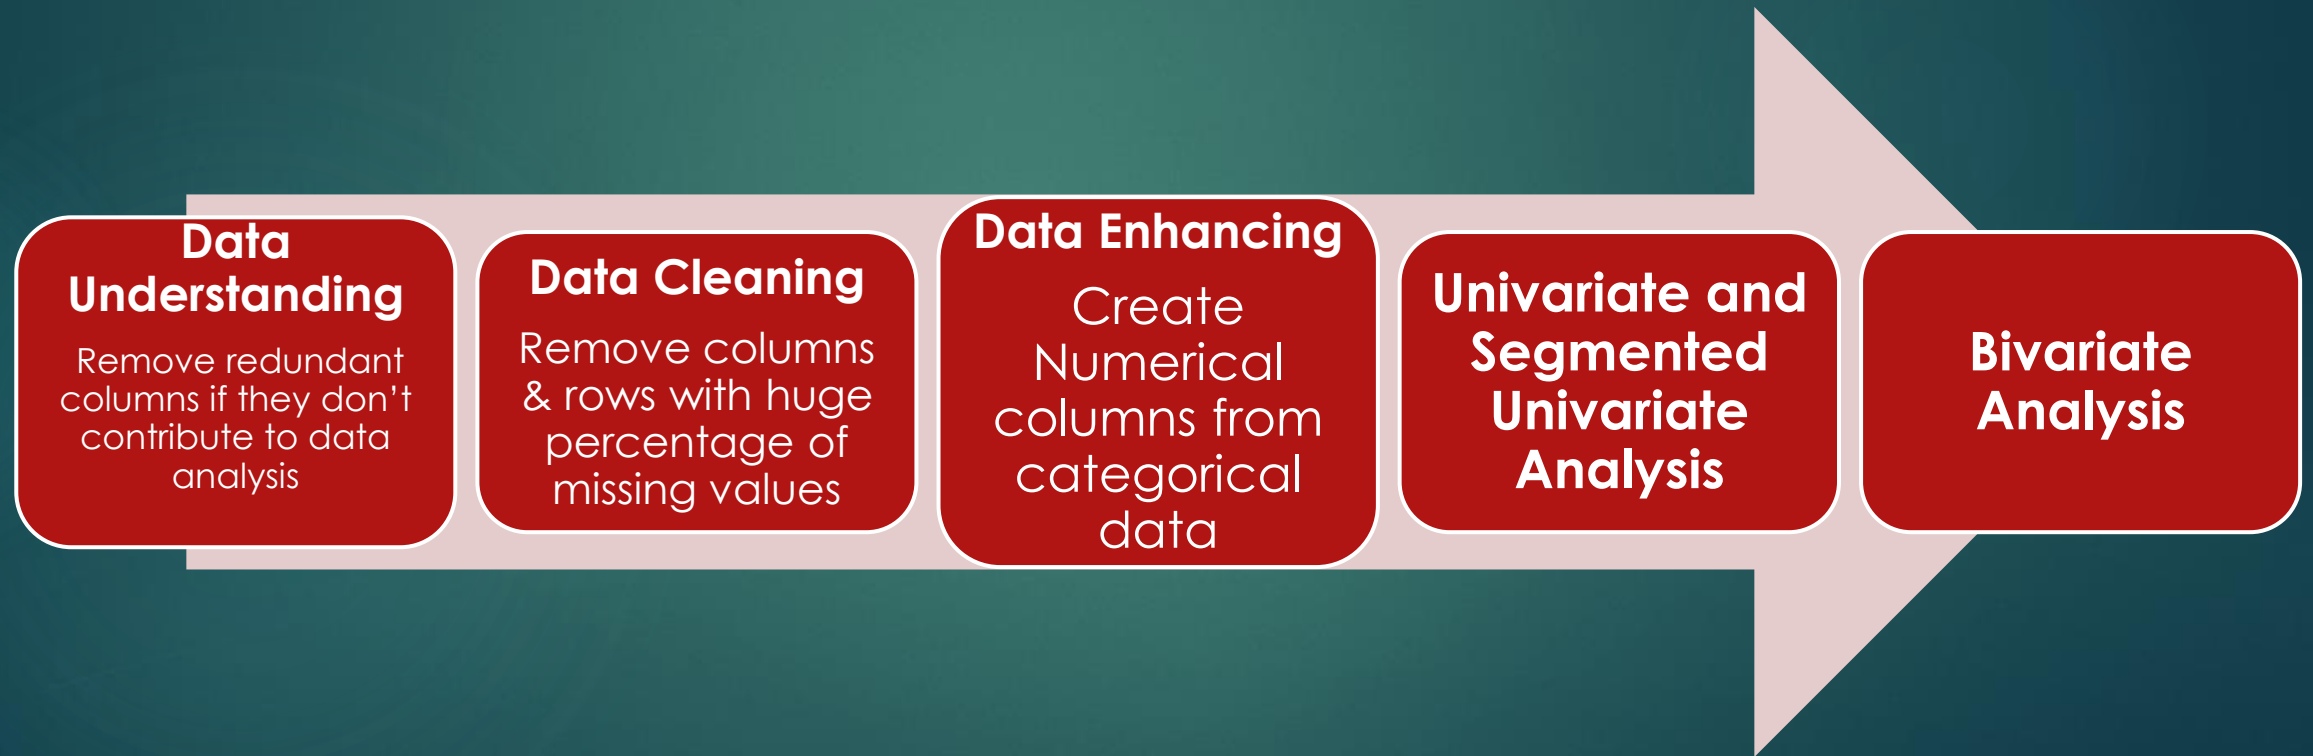 Data
Understanding
Remove redundant
columns if they don’t
contribute to data
analysis
Data Cleaning
Remove columns
& rows with huge
percentage of
missing values
Data Enhancing
Create
Numerical
columns from
categorical
data
Univariate and
Segmented
Univariate
Analysis
Bivariate
Analysis